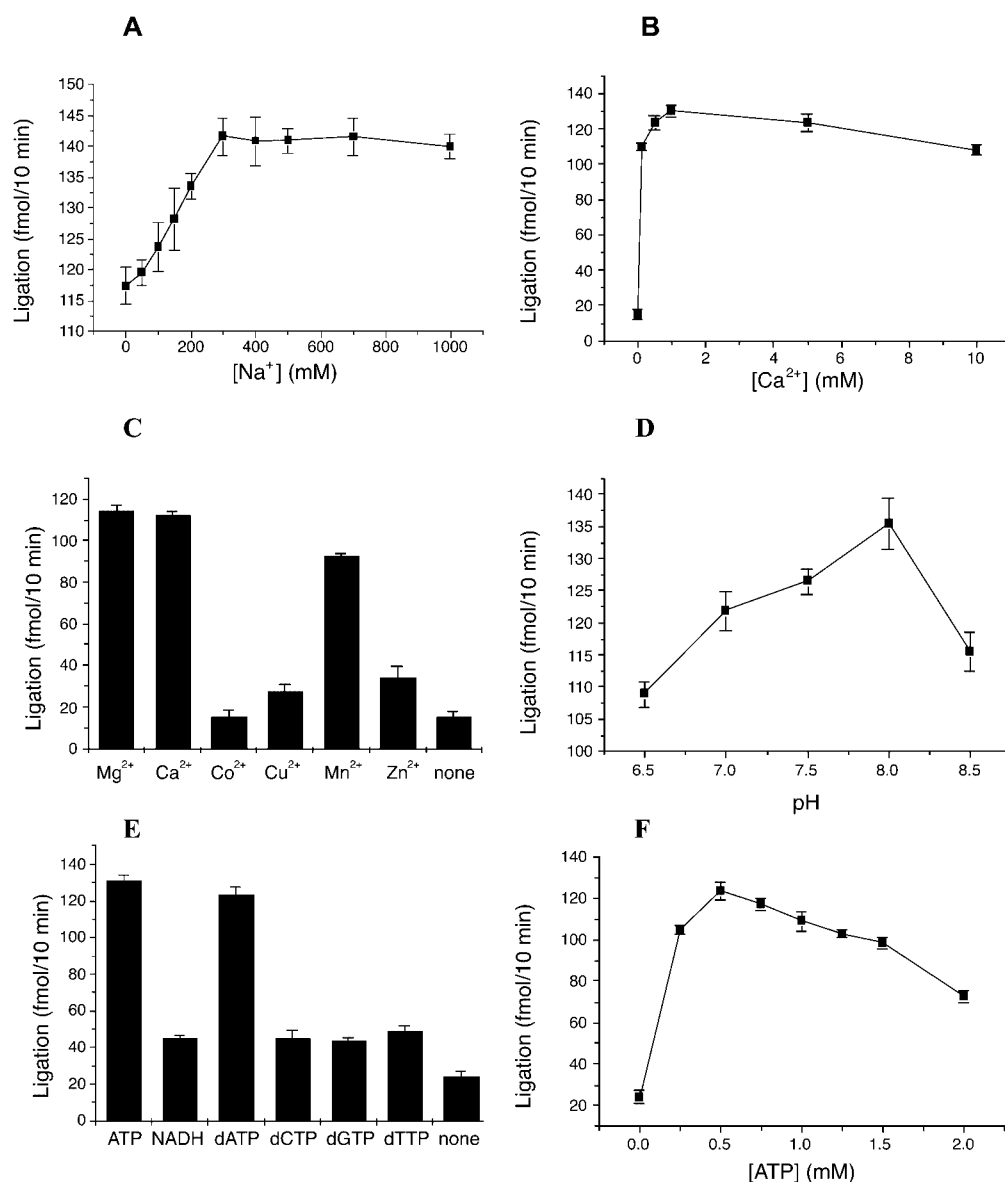 A
150
145
140
135
130
125
120
115
110
0 200 400 600 800 1000
[Na⁺] (mM)
Ligation (fmol/10 min)
B
140
120
100
80
60
40
20
0
0 2 4 6 8 10
[Ca²⁺] (mM)
Ligation (fmol/10 min)
C
120
100
80
60
40
20
0
Mg²⁺ Ca²⁺ Co²⁺ Cu²⁺ Mn²⁺ Zn²⁺ none
Ligation (fmol/10 min)
D
140
135
130
125
120
115
110
105
100
6.5 7.0 7.5 8.0 8.5
pH
Ligation (fmol/10 min)
E
140
120
100
80
60
40
20
0
ATP NADH dATP dCTP dGTP dTTP none
Ligation (fmol/10 min)
F
140
120
100
80
60
40
20
0.0 0.5 1.0 1.5 2.0
[ATP] (mM)
Ligation (fmol/10 min)